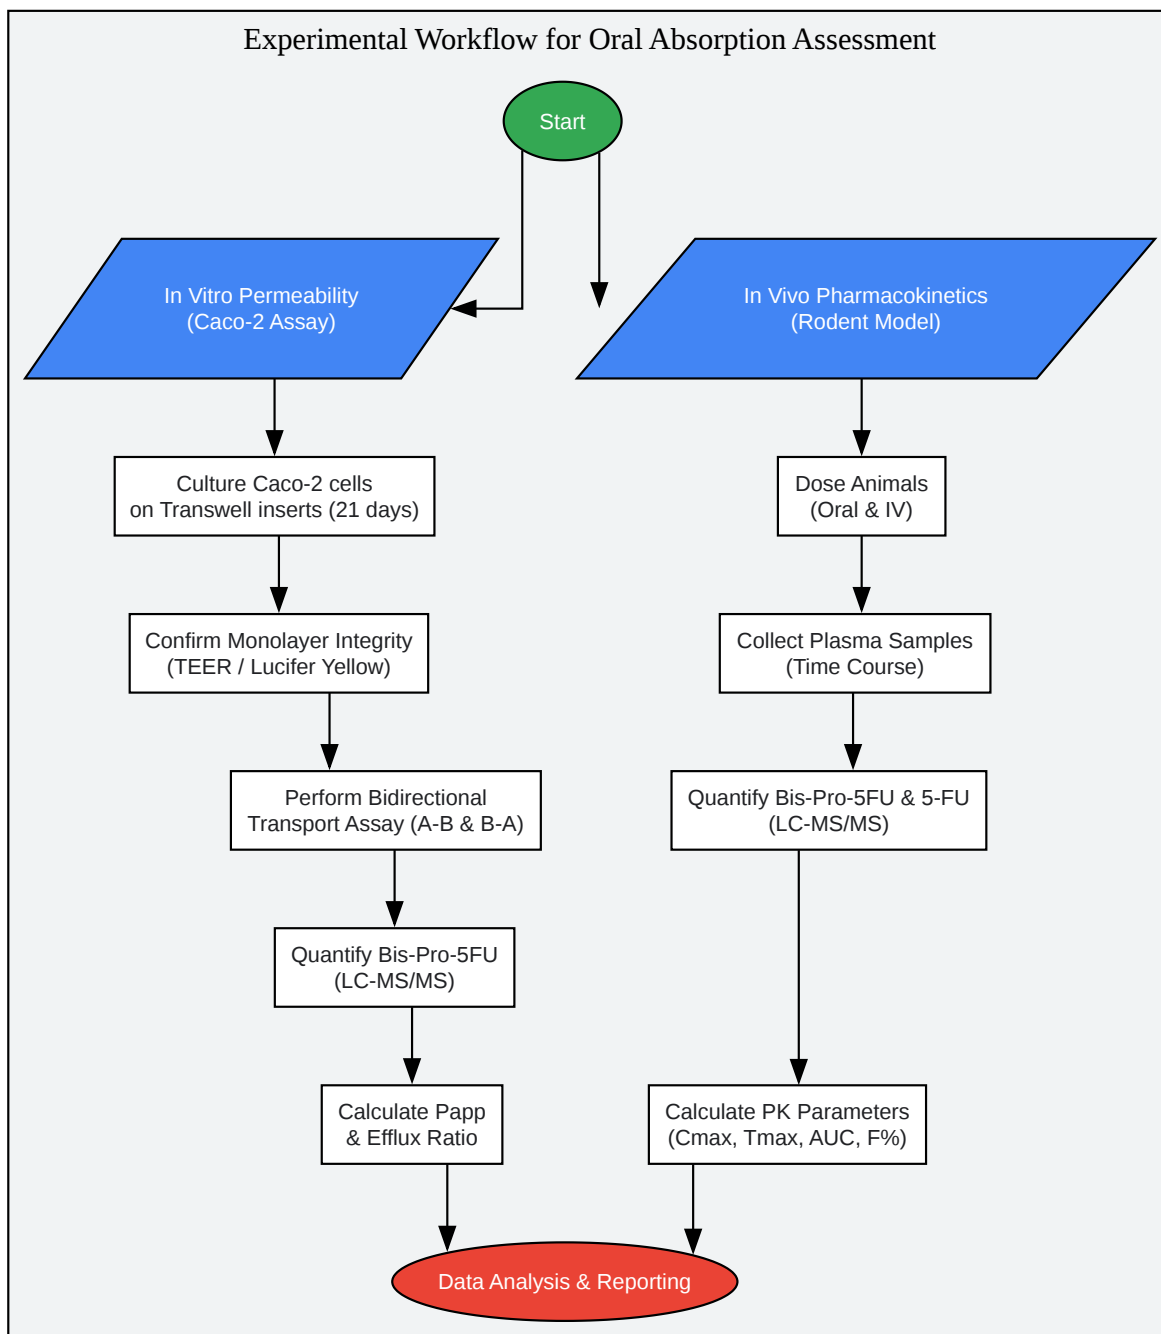 Experimental Workflow for Oral Absorption Assessment
Start
In Vitro Permeability
(Caco-2 Assay)
In Vivo Pharmacokinetics
(Rodent Model)
Culture Caco-2 cells
on Transwell inserts (21 days)
Dose Animals
(Oral & IV)
Confirm Monolayer Integrity
(TEER / Lucifer Yellow)
Collect Plasma Samples
(Time Course)
Perform Bidirectional
Transport Assay (A-B & B-A)
Quantify Bis-Pro-5FU & 5-FU
(LC-MS/MS)
Quantify Bis-Pro-5FU
(LC-MS/MS)
Calculate Papp
& Efflux Ratio
Calculate PK Parameters
(Cmax, Tmax, AUC, F%)
Data Analysis & Reporting